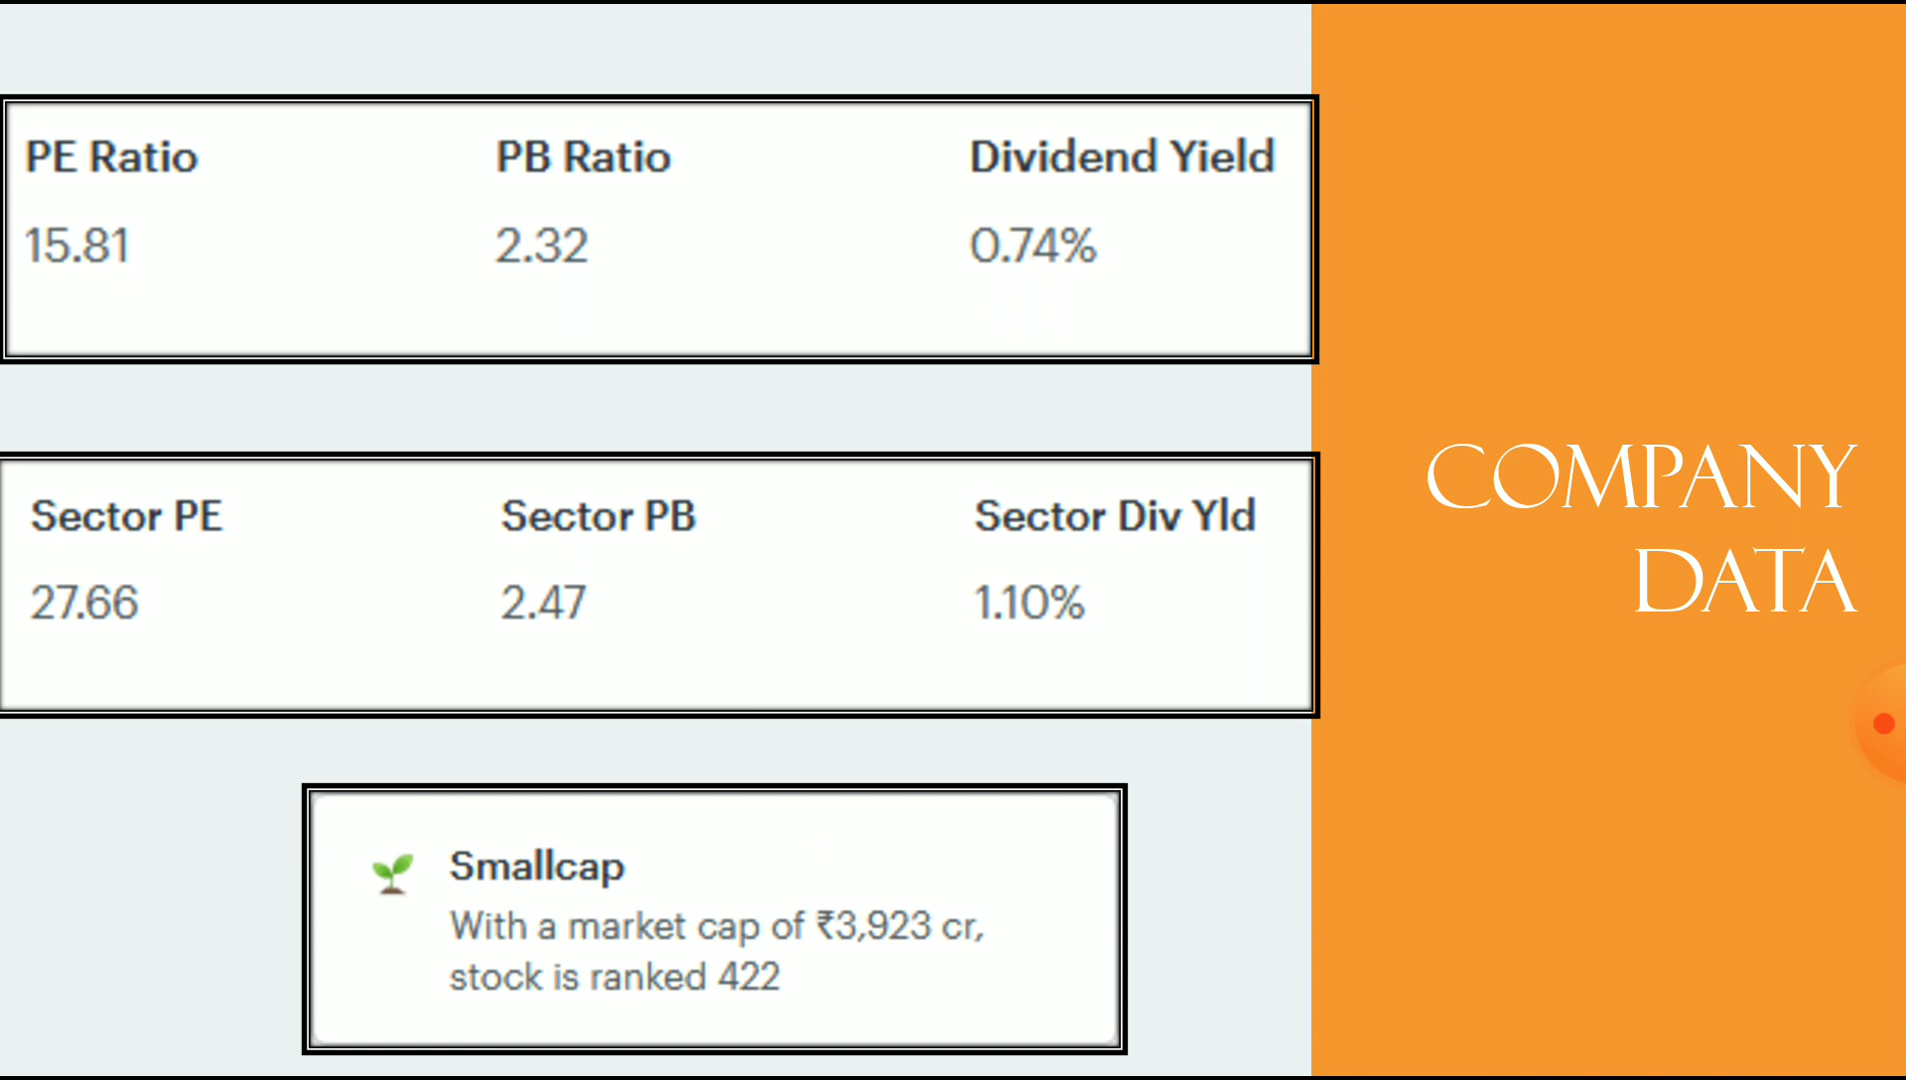 PE Ratio PB Ratio Dividend Yield
15.81 2.32 0.74%
Sector PE Sector PB Sector Div Yld
27.66 2.47 1.10%
Smallcap
With a market cap of ₹3,923 cr,
stock is ranked 422
COMPANY
DATA